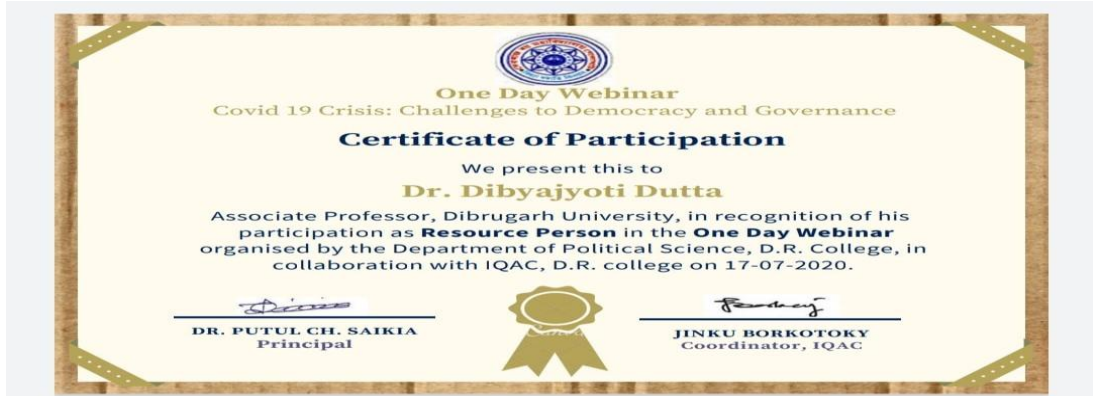 One Day Webinar
Covid 19 Crisis: Challenges to Democracy and Governance
Certificate of Participation
We present this to
Dr. Dibyajyoti Dutta
Associate Professor, Dibrugarh University, in recognition of his
participation as Resource Person in the One Day Webinar
organised by the Department of Political Science, D.R. College, in
collaboration with IQAC, D.R. college on 17-07-2020.
DR. PUTUL CH. SAIKIA
Principal
JINKU BORKOTOKY
Coordinator, IQAC